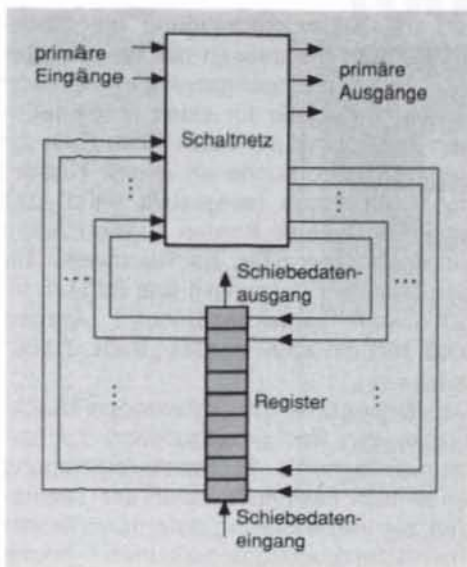 primäre
Eingänge
primäre
Ausgänge
Schaltnetz
Schiebedaten-
ausgang
Register
Schiebedaten-
eingang